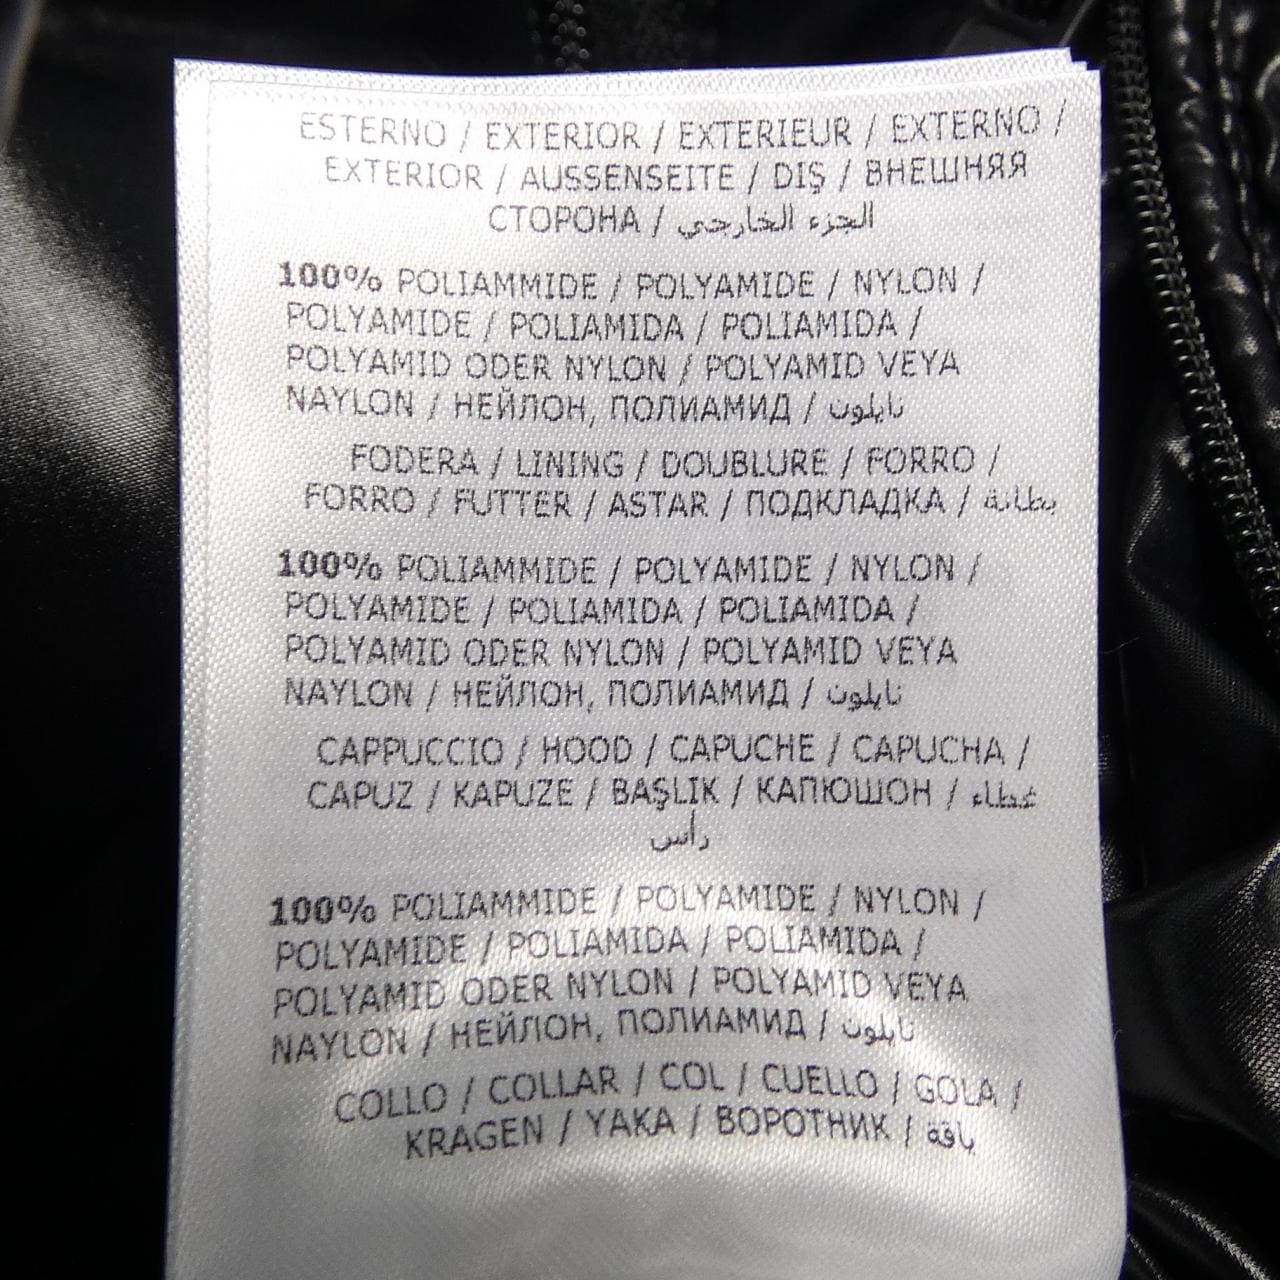 ESTERNO / EXTERIOR / EXTERIEUR / EXTERNO /
EXTERIOR / AUSSENSEITE / DIŞ / ВНЕШНЯЯ
СТОРОНА / الجزء الخارجي
100% POLIAMMIDE / POLYAMIDE / NYLON /
POLYAMIDE / POLIAMIDA / POLIAMIDA /
POLYAMID ODER NYLON / POLYAMID VEYA
NAYLON / НЕЙЛОН, ПОЛИАМИД / نايلون
FODERA / LINING / DOUBLURE / FORRO /
FORRO / FUTTER / ASTAR / ПОДКЛАДКА / بطانة
100% POLIAMMIDE / POLYAMIDE / NYLON /
POLYAMIDE / POLIAMIDA / POLIAMIDA /
POLYAMID ODER NYLON / POLYAMID VEYA
NAYLON / НЕЙЛОН, ПОЛИАМИД / نايلون
CAPPUCCIO / HOOD / CAPUCHE / CAPUCHA /
CAPUZ / KAPUZE / BAŞLIK / КАПЮШОН / غطاء
رأس
100% POLIAMMIDE / POLYAMIDE / NYLON /
POLYAMIDE / POLIAMIDA / POLIAMIDA /
POLYAMID ODER NYLON / POLYAMID VEYA
NAYLON / НЕЙЛОН, ПОЛИАМИД / نايلون
COLLO / COLLAR / COL / CUELLO / GOLA /
KRAGEN / YAKA / ВОРОТНИК / ياقة